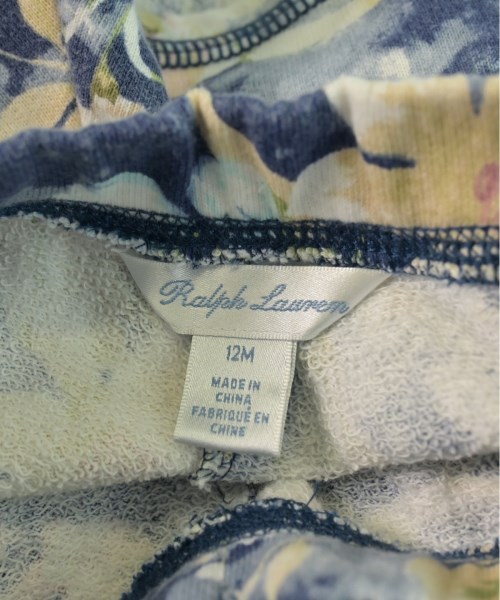 Ralph Lauren
12M
MADE IN
CHINA
FABRIQUÉ EN
CHINE